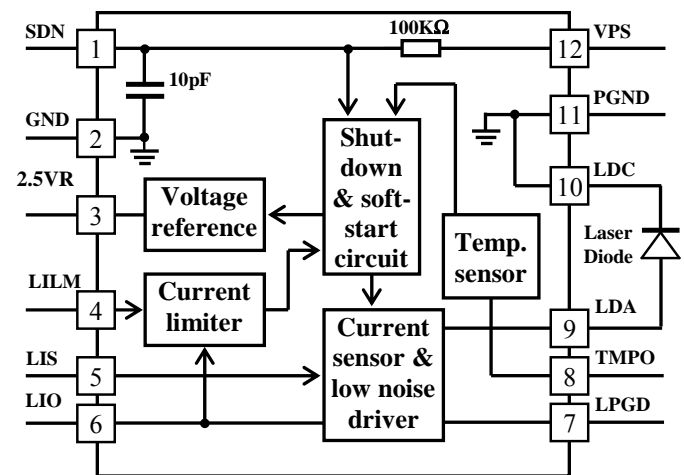 SDN
1
100KΩ
12
VPS
10pF
GND
2
PGND
11
Shut-
down
& soft-
start
circuit
2.5VR
3
Voltage
reference
10
LDC
Laser
Diode
Temp.
sensor
LILM
4
Current
limiter
Current
sensor &
low noise
driver
9
LDA
LIS
5
8
TMPO
LIO
6
7
LPGD